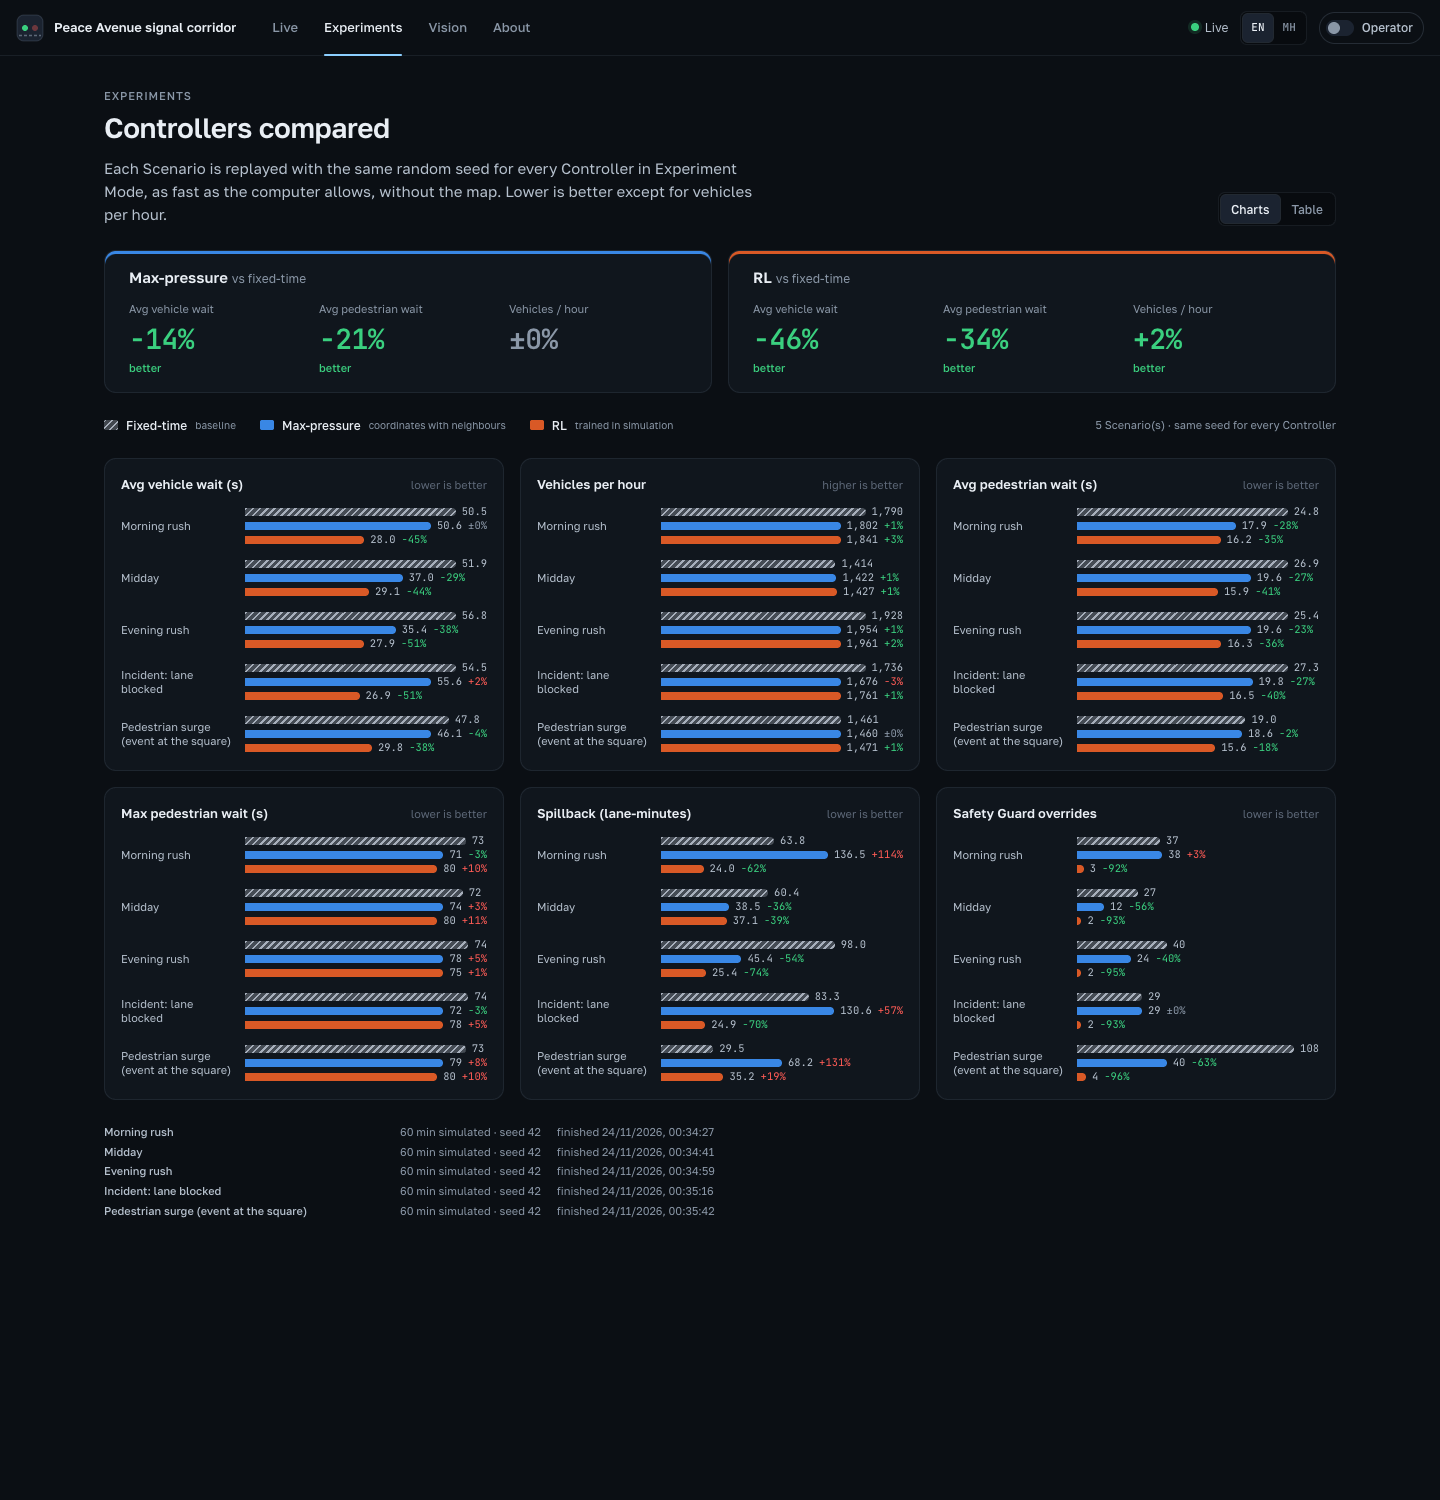 Peace Avenue signal corridor
Live
Experiments
Vision
About
Live
EN
MH
Operator
EXPERIMENTS
Controllers compared
Each Scenario is replayed with the same random seed for every Controller in Experiment
Mode, as fast as the computer allows, without the map. Lower is better except for vehicles
per hour.
Charts
Table
Max-pressure vs fixed-time
Avg vehicle wait
Avg pedestrian wait
Vehicles / hour
-14%
-21%
±0%
better
better
RL vs fixed-time
Avg vehicle wait
Avg pedestrian wait
Vehicles / hour
-46%
-34%
+2%
better
better
better
Fixed-time baseline
Max-pressure coordinates with neighbours
RL trained in simulation
5 Scenario(s) · same seed for every Controller
Avg vehicle wait (s)
lower is better
Morning rush
50.5
50.6 ±0%
28.0 -45%
Midday
51.9
37.0 -29%
29.1 -44%
Evening rush
56.8
35.4 -38%
27.9 -51%
Incident: lane
blocked
54.5
55.6 +2%
26.9 -51%
Pedestrian surge
(event at the square)
47.8
46.1 -4%
29.8 -38%
Vehicles per hour
higher is better
Morning rush
1,790
1,802 +1%
1,841 +3%
Midday
1,414
1,422 +1%
1,427 +1%
Evening rush
1,928
1,954 +1%
1,961 +2%
Incident: lane
blocked
1,736
1,676 -3%
1,761 +1%
Pedestrian surge
(event at the square)
1,461
1,460 ±0%
1,471 +1%
Avg pedestrian wait (s)
lower is better
Morning rush
24.8
17.9 -28%
16.2 -35%
Midday
26.9
19.6 -27%
15.9 -41%
Evening rush
25.4
19.6 -23%
16.3 -36%
Incident: lane
blocked
27.3
19.8 -27%
16.5 -40%
Pedestrian surge
(event at the square)
19.0
18.6 -2%
15.6 -18%
Max pedestrian wait (s)
lower is better
Morning rush
73
71 -3%
80 +10%
Midday
72
74 +3%
80 +11%
Evening rush
74
78 +5%
75 +1%
Incident: lane
blocked
74
72 -3%
78 +5%
Pedestrian surge
(event at the square)
73
79 +8%
80 +10%
Spillback (lane-minutes)
lower is better
Morning rush
63.8
136.5 +114%
24.0 -62%
Midday
60.4
38.5 -36%
37.1 -39%
Evening rush
98.0
45.4 -54%
25.4 -74%
Incident: lane
blocked
83.3
130.6 +57%
24.9 -70%
Pedestrian surge
(event at the square)
29.5
68.2 +131%
35.2 +19%
Safety Guard overrides
lower is better
Morning rush
37
38 +3%
3 -92%
Midday
27
12 -56%
2 -93%
Evening rush
40
24 -40%
2 -95%
Incident: lane
blocked
29
29 ±0%
2 -93%
Pedestrian surge
(event at the square)
108
40 -63%
4 -96%
Morning rush 60 min simulated · seed 42 finished 24/11/2026, 00:34:27
Midday 60 min simulated · seed 42 finished 24/11/2026, 00:34:41
Evening rush 60 min simulated · seed 42 finished 24/11/2026, 00:34:59
Incident: lane blocked 60 min simulated · seed 42 finished 24/11/2026, 00:35:16
Pedestrian surge (event at the square) 60 min simulated · seed 42 finished 24/11/2026, 00:35:42